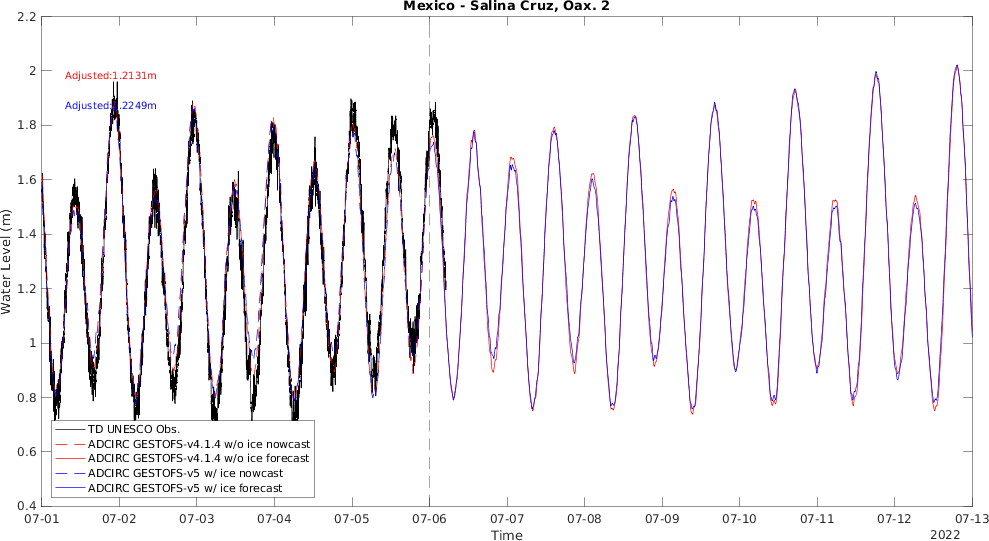 Mexico - Salina Cruz, Oax. 2
Water Level (m)
2.2
2
1.8
1.6
1.4
1.2
1
0.8
0.6
0.4
Adjusted:1.2131m
Adjusted:1.2249m
TD UNESCO Obs.
ADCIRC GESTOFS-v4.1.4 w/o ice nowcast
ADCIRC GESTOFS-v4.1.4 w/o ice forecast
ADCIRC GESTOFS-v5 w/ ice nowcast
ADCIRC GESTOFS-v5 w/ ice forecast
07-01 07-02 07-03 07-04 07-05 07-06 07-07 07-08 07-09 07-10 07-11 07-12 07-13
Time
2022